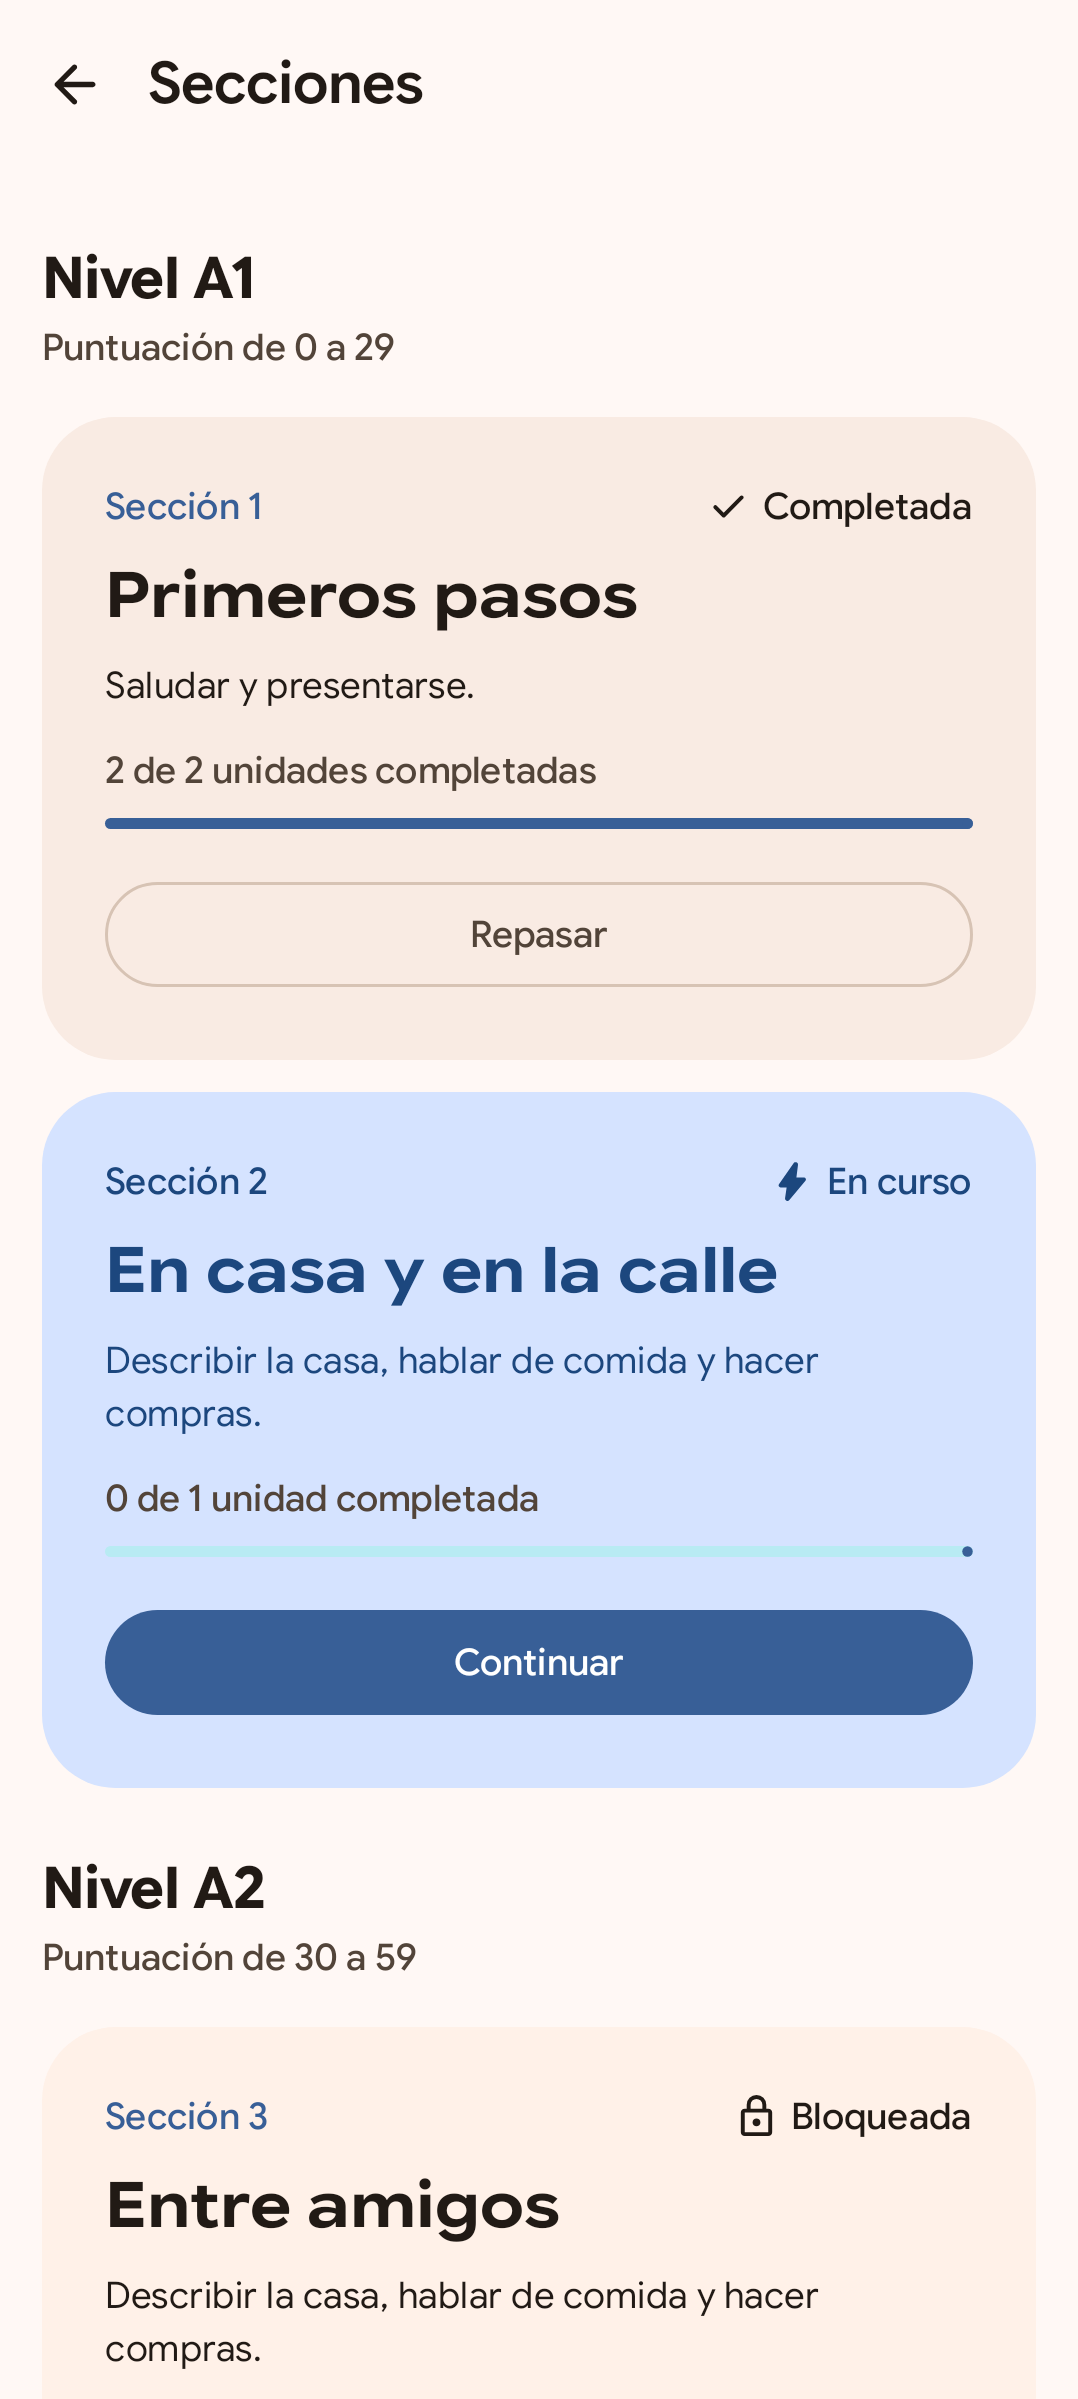 Secciones
Nivel A1
Puntuación de 0 a 29
Sección 1
Completada
Primeros pasos
Saludar y presentarse.
2 de 2 unidades completadas
Repasar
Sección 2
En curso
En casa y en la calle
Describir la casa, hablar de comida y hacer
compras.
0 de 1 unidad completada
Continuar
Nivel A2
Puntuación de 30 a 59
Sección 3
Bloqueada
Entre amigos
Describir la casa, hablar de comida y hacer
compras.